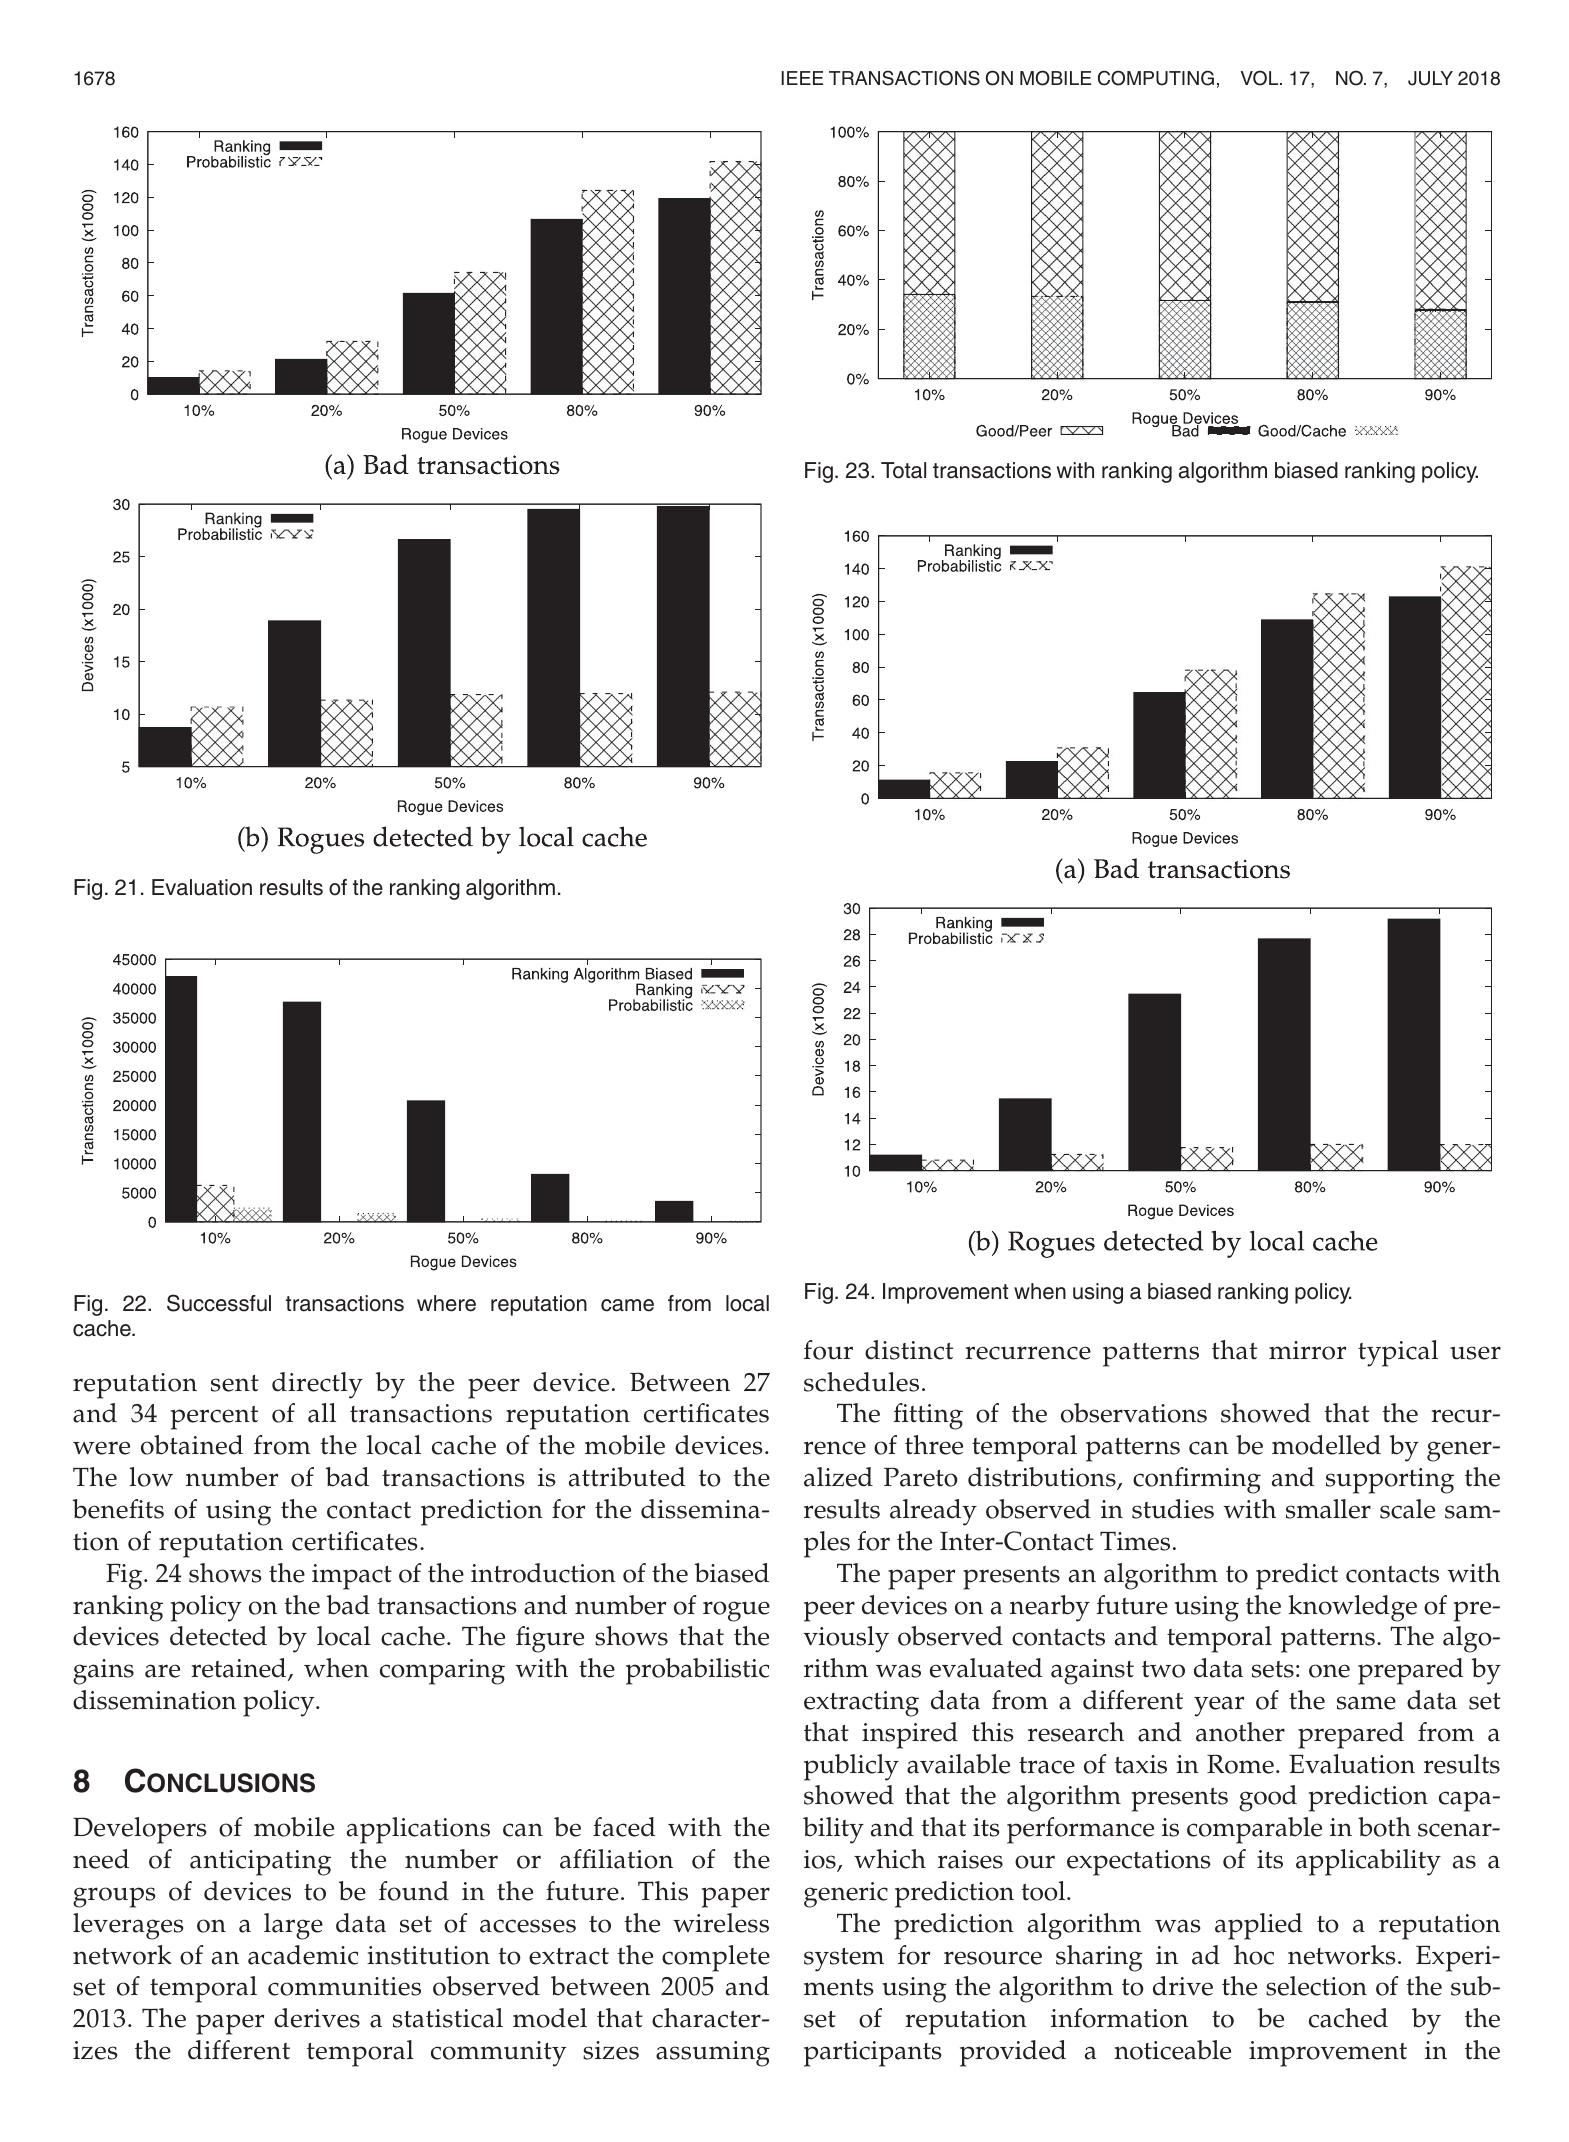 1678
IEEE TRANSACTIONS ON MOBILE COMPUTING, VOL. 17, NO. 7, JULY 2018
160
140
120
100
80
60
40
20
0
Transactions (x1000)
Ranking
Probabilistic
10% 20% 50% 80% 90%
Rogue Devices
(a) Bad transactions
30
25
20
15
10
5
Devices (x1000)
Ranking
Probabilistic
10% 20% 50% 80% 90%
Rogue Devices
(b) Rogues detected by local cache
Fig. 21. Evaluation results of the ranking algorithm.
45000
40000
35000
30000
25000
20000
15000
10000
5000
0
Transactions (x1000)
Ranking Algorithm Biased
Ranking
Probabilistic
10% 20% 50% 80% 90%
Rogue Devices
Fig. 22. Successful transactions where reputation came from local
cache.
reputation sent directly by the peer device. Between 27
and 34 percent of all transactions reputation certificates
were obtained from the local cache of the mobile devices.
The low number of bad transactions is attributed to the
benefits of using the contact prediction for the dissemina-
tion of reputation certificates.
Fig. 24 shows the impact of the introduction of the biased
ranking policy on the bad transactions and number of rogue
devices detected by local cache. The figure shows that the
gains are retained, when comparing with the probabilistic
dissemination policy.
8 CONCLUSIONS
Developers of mobile applications can be faced with the
need of anticipating the number or affiliation of the
groups of devices to be found in the future. This paper
leverages on a large data set of accesses to the wireless
network of an academic institution to extract the complete
set of temporal communities observed between 2005 and
2013. The paper derives a statistical model that character-
izes the different temporal community sizes assuming
100%
80%
60%
40%
20%
0%
Transactions
10% 20% 50% 80% 90%
Rogue Devices
Good/Peer Bad Good/Cache
Fig. 23. Total transactions with ranking algorithm biased ranking policy.
160
140
120
100
80
60
40
20
0
Transactions (x1000)
Ranking
Probabilistic
10% 20% 50% 80% 90%
Rogue Devices
(a) Bad transactions
30
28
26
24
22
20
18
16
14
12
10
Devices (x1000)
Ranking
Probabilistic
10% 20% 50% 80% 90%
Rogue Devices
(b) Rogues detected by local cache
Fig. 24. Improvement when using a biased ranking policy.
four distinct recurrence patterns that mirror typical user
schedules.
The fitting of the observations showed that the recur-
rence of three temporal patterns can be modelled by gener-
alized Pareto distributions, confirming and supporting the
results already observed in studies with smaller scale sam-
ples for the Inter-Contact Times.
The paper presents an algorithm to predict contacts with
peer devices on a nearby future using the knowledge of pre-
viously observed contacts and temporal patterns. The algo-
rithm was evaluated against two data sets: one prepared by
extracting data from a different year of the same data set
that inspired this research and another prepared from a
publicly available trace of taxis in Rome. Evaluation results
showed that the algorithm presents good prediction capa-
bility and that its performance is comparable in both scenar-
ios, which raises our expectations of its applicability as a
generic prediction tool.
The prediction algorithm was applied to a reputation
system for resource sharing in ad hoc networks. Experi-
ments using the algorithm to drive the selection of the sub-
set of reputation information to be cached by the
participants provided a noticeable improvement in the